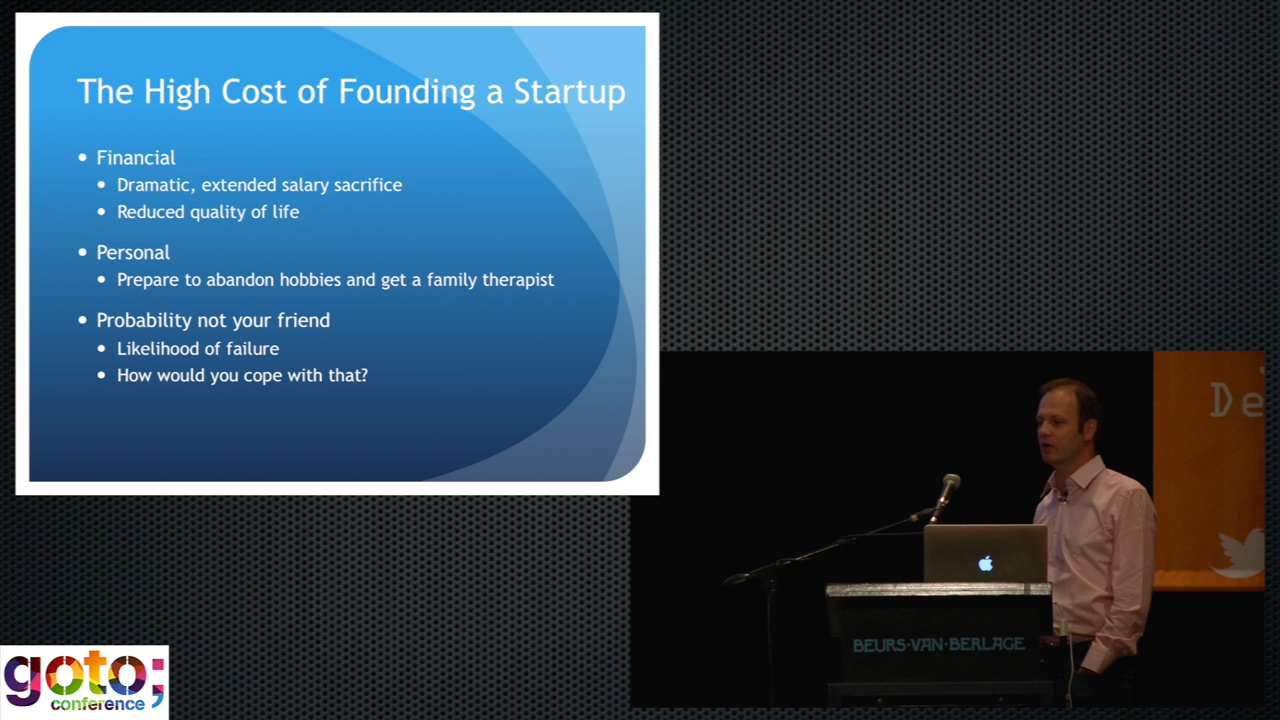 The High Cost of Founding a Startup
• Financial
• Dramatic, extended salary sacrifice
• Reduced quality of life
• Personal
• Prepare to abandon hobbies and get a family therapist
• Probability not your friend
• Likelihood of failure
• How would you cope with that?
De
BEURS·VAN·BERLAGE
goto;
conference